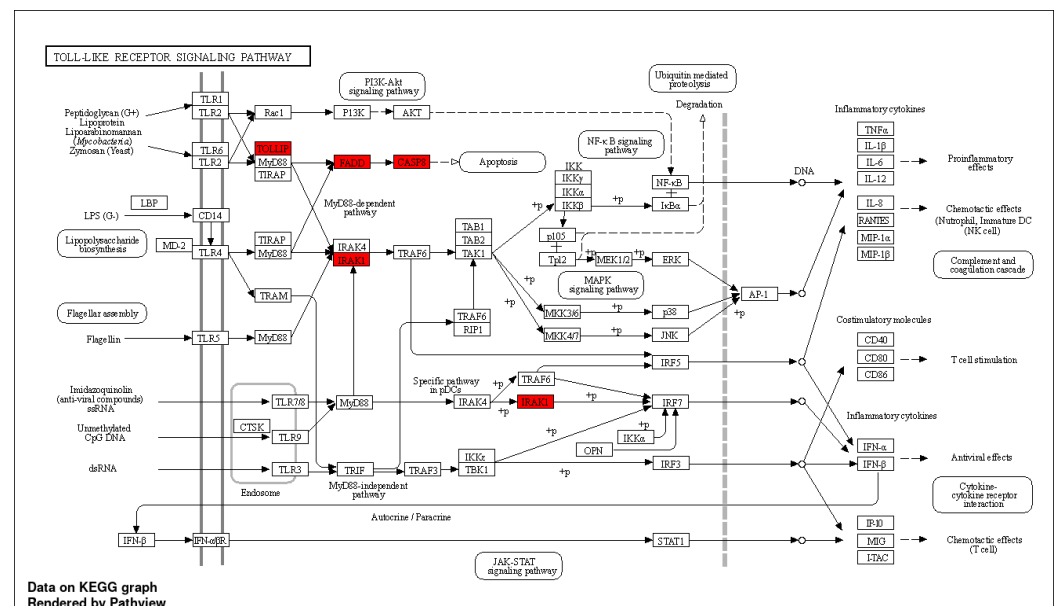 TOLL-LIKE RECEPTOR SIGNALING PATHWAY
PI3K-Akt
signaling pathway
Ubiquitin mediated
proteolysis
Degradation
Inflammatory cytokines
Peptidoglycan (G+)
Lipoprotein
Lipoarabinomannan
(Mycobacteria)
Zymosan (Yeast)
TLR1
TLR2
Rac1
PI3K
AKT
TNFα
IL-1β
IL-6
IL-12
Proinflammatory
effects
TLR6
TLR2
TOLLIP
MyD88
TIRAP
FADD
CASP8
Apoptosis
NF-κB signaling
pathway
IKK
IKKγ
IKKα
IKKβ
NF-κB
IκBα
+p
DNA
MyD88-dependent
pathway
LBP
LPS (G-)
CD14
IL-8
RANTES
MIP-1α
MIP-1β
Chemotactic effects
(Nutrophil, Immature DC
(NK cell)
Complement and
coagulation cascade
Lipopolysaccharide
biosynthesis
MD-2
TLR4
TIRAP
MyD88
IRAK4
IRAK1
TRAF6
TAB1
TAB2
TAK1
+p
p105
Tpl2
+p
MEK1/2
+p
ERK
MAPK
signaling pathway
TRAM
Flagellar assembly
Flagellin
TLR5
MyD88
TRAF6
RIP1
+p
+p
MKK3/6
+p
p38
MKK4/7
+p
JNK
AP-1
+p
Costimulatory molecules
CD40
CD80
CD86
T cell stimulation
IRF5
Specific pathway
in pDCs
TRAF6
Imidazoquinolin
(anti-viral compounds)
ssRNA
TLR7/8
MyD88
IRAK4
+p
+p
IRAK1
+p
IRF7
Inflammatory cytokines
Unmethylated
CpG DNA
CTSK
TLR9
+p
IKKα
OPN
IFN-α
IFN-β
Antiviral effects
dsRNA
TLR3
TRIF
TRAF3
IKKε
TBK1
+p
IRF3
Endosome
MyD88-independent
pathway
Cytokine-
cytokine receptor
interaction
Autocrine / Paracrine
IFN-β
IFN-αβR
STAT1
IP-10
MIG
I-TAC
Chemotactic effects
(T cell)
JAK-STAT
signaling pathway
Data on KEGG graph
Rendered by Pathview